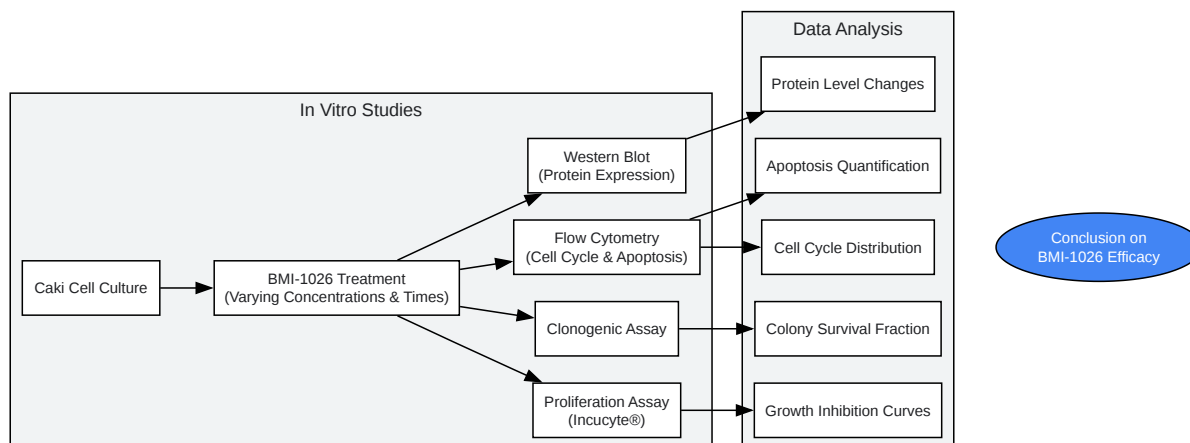 Data Analysis
Protein Level Changes
In Vitro Studies
Western Blot
(Protein Expression)
Apoptosis Quantification
Flow Cytometry
(Cell Cycle & Apoptosis)
Cell Cycle Distribution
Conclusion on
BMI-1026 Efficacy
Caki Cell Culture
BMI-1026 Treatment
(Varying Concentrations & Times)
Clonogenic Assay
Colony Survival Fraction
Proliferation Assay
(Incucyte®)
Growth Inhibition Curves